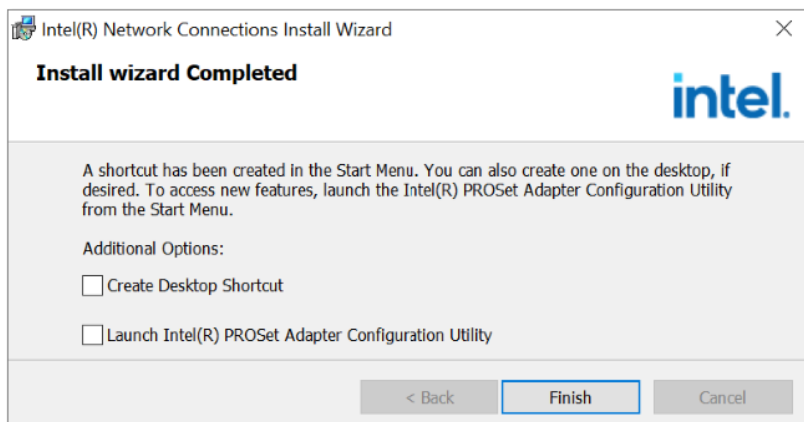 Intel(R) Network Connections Install Wizard
Install wizard Completed
intel.
A shortcut has been created in the Start Menu. You can also create one on the desktop, if
desired. To access new features, launch the Intel(R) PROSet Adapter Configuration Utility
from the Start Menu.
Additional Options:
Create Desktop Shortcut
Launch Intel(R) PROSet Adapter Configuration Utility
< Back Finish Cancel